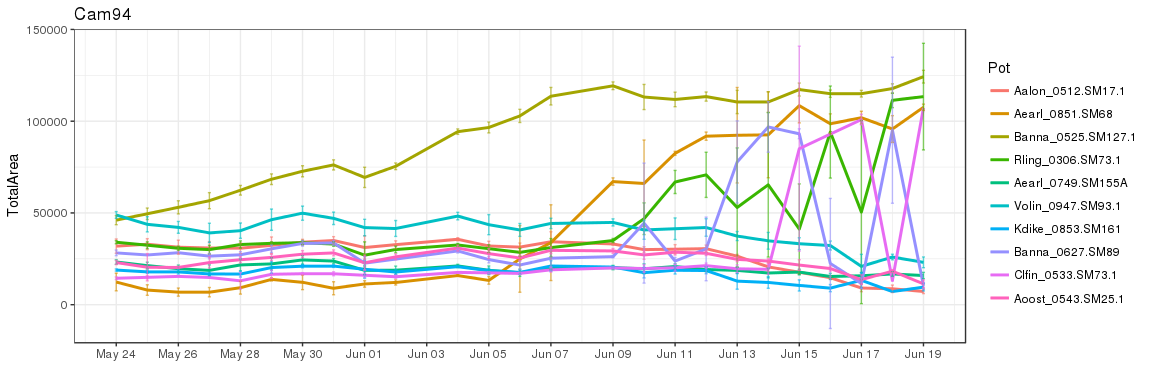 Cam94
TotalArea
150000
100000
50000
0
May 24 May 26 May 28 May 30 Jun 01 Jun 03 Jun 05 Jun 07 Jun 09 Jun 11 Jun 13 Jun 15 Jun 17 Jun 19
Pot
Aalon_0512.SM17.1
Aearl_0851.SM68
Banna_0525.SM127.1
Rling_0306.SM73.1
Aearl_0749.SM155A
Volin_0947.SM93.1
Kdike_0853.SM161
Banna_0627.SM89
Clfin_0533.SM73.1
Aoost_0543.SM25.1